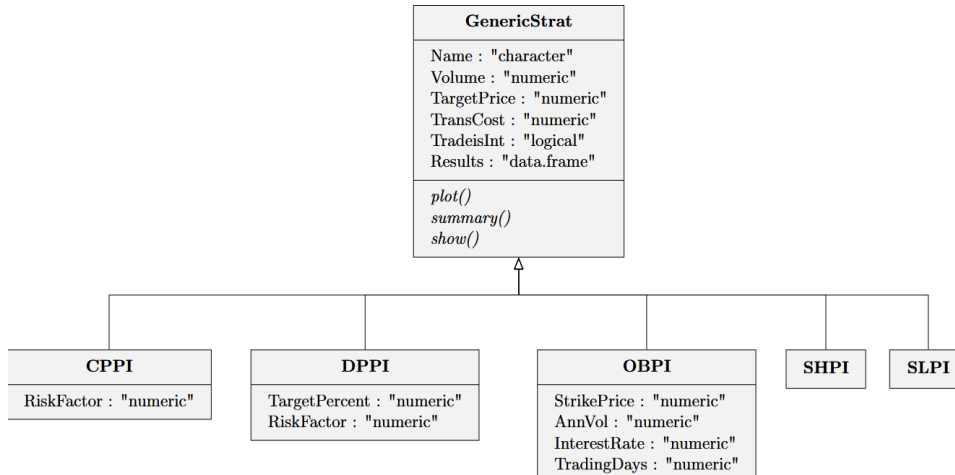 GenericStrat
Name : "character"
Volume : "numeric"
TargetPrice : "numeric"
TransCost : "numeric"
TradeisInt : "logical"
Results : "data.frame"
plot()
summary()
show()
CPPI
RiskFactor : "numeric"
DPPI
TargetPercent : "numeric"
RiskFactor : "numeric"
OBPI
StrikePrice : "numeric"
AnnVol : "numeric"
InterestRate : "numeric"
TradingDays : "numeric"
SHPI
SLPI